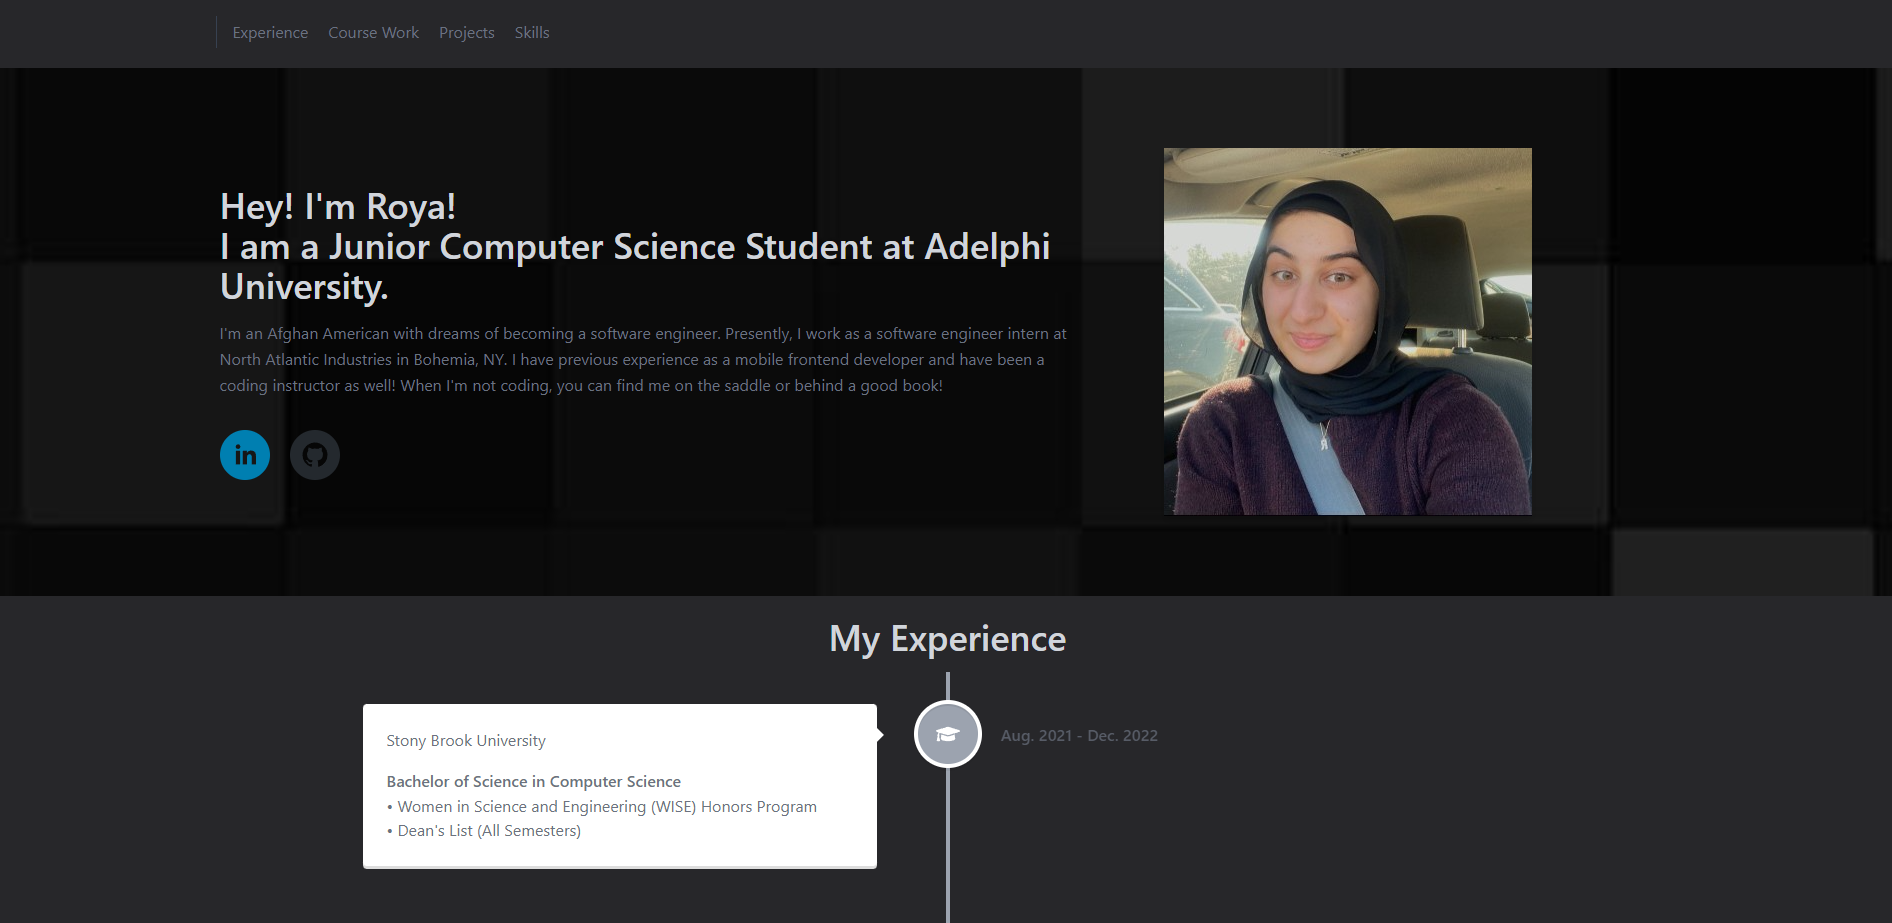 Experience Course Work Projects Skills
Hey! I'm Roya!
I am a Junior Computer Science Student at Adelphi
University.
I'm an Afghan American with dreams of becoming a software engineer. Presently, I work as a software engineer intern at
North Atlantic Industries in Bohemia, NY. I have previous experience as a mobile frontend developer and have been a
coding instructor as well! When I'm not coding, you can find me on the saddle or behind a good book!
in
My Experience
Stony Brook University
Aug. 2021 - Dec. 2022
Bachelor of Science in Computer Science
• Women in Science and Engineering (WISE) Honors Program
• Dean's List (All Semesters)